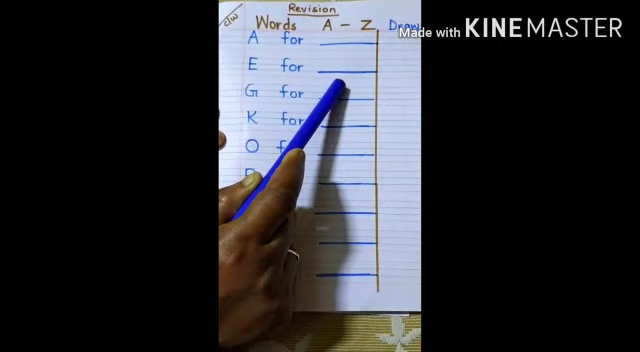 c/w
Revision
Words A - Z Draw
Made with KINEMASTER
A for
E for
G for
K for
O